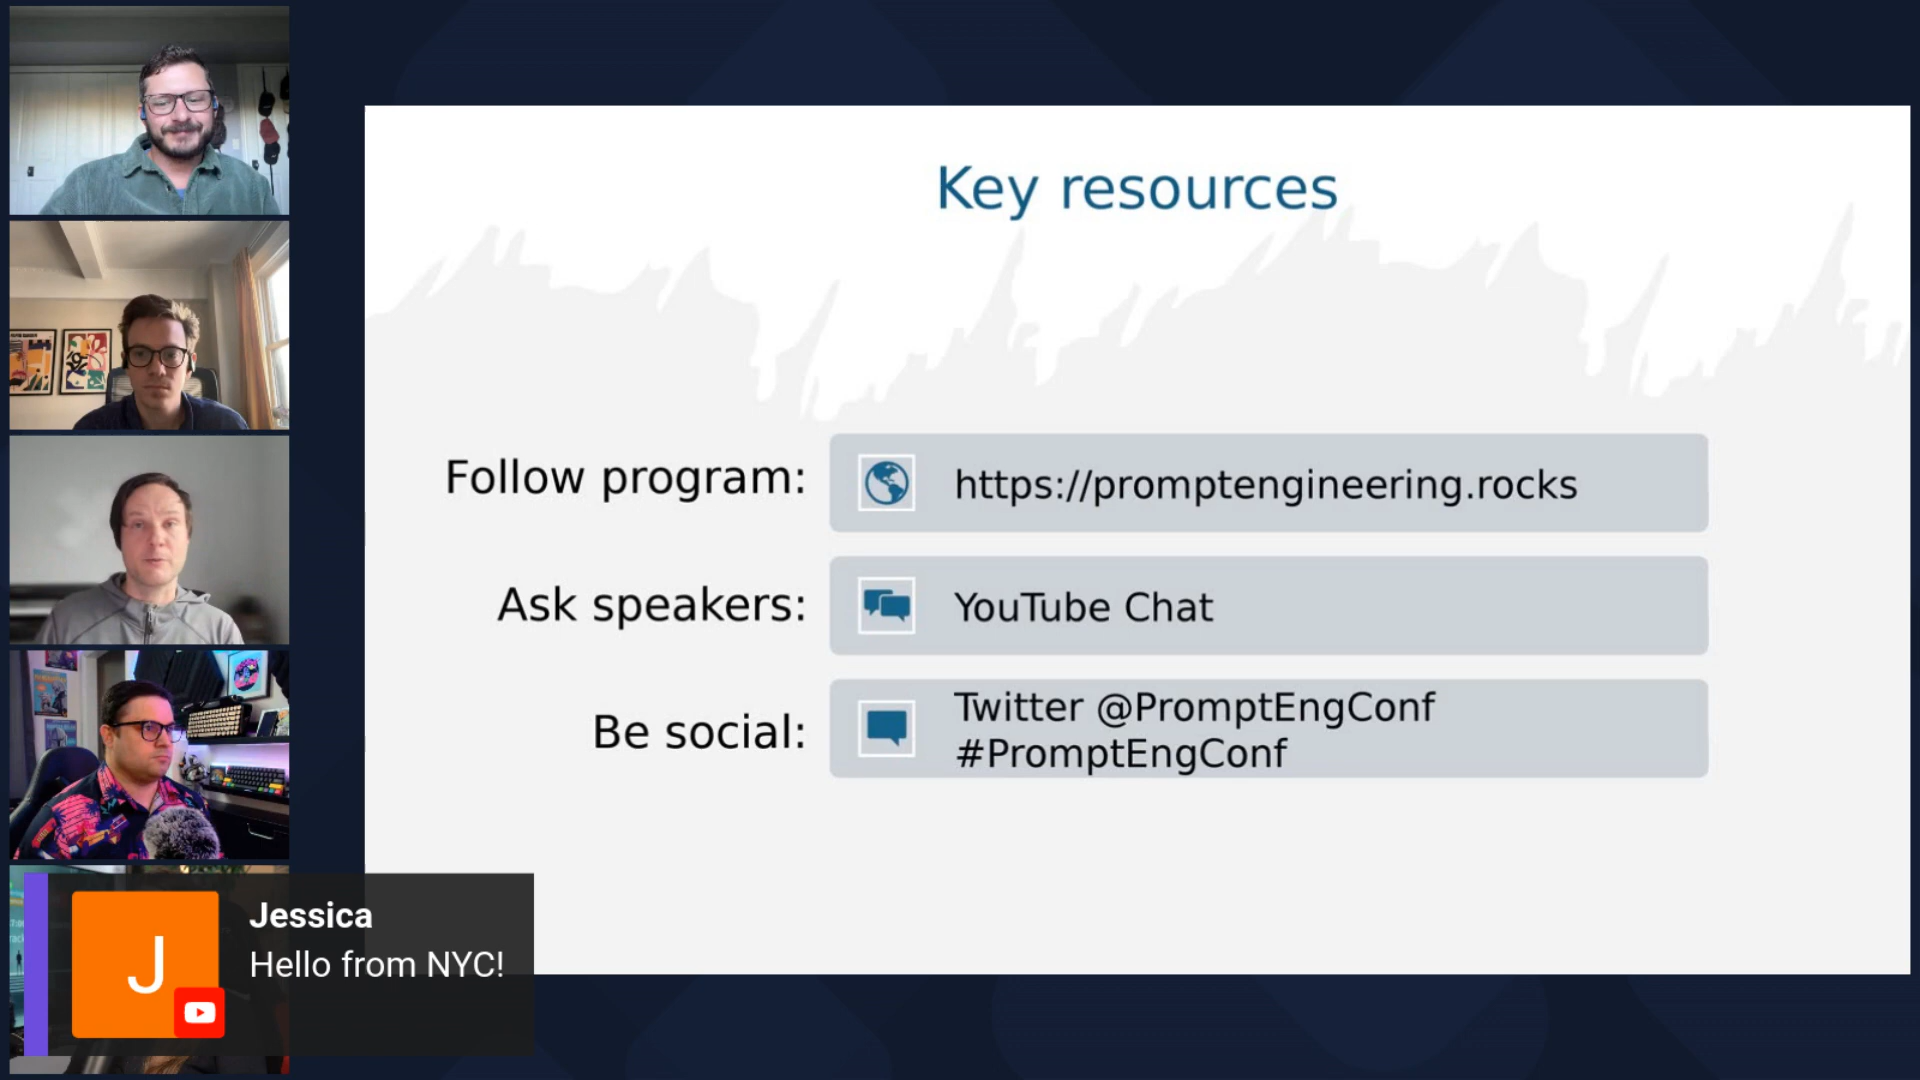 Key resources
Follow program:
https://promptengineering.rocks
Ask speakers:
YouTube Chat
Be social:
Twitter @PromptEngConf
#PromptEngConf
J
Jessica
Hello from NYC!